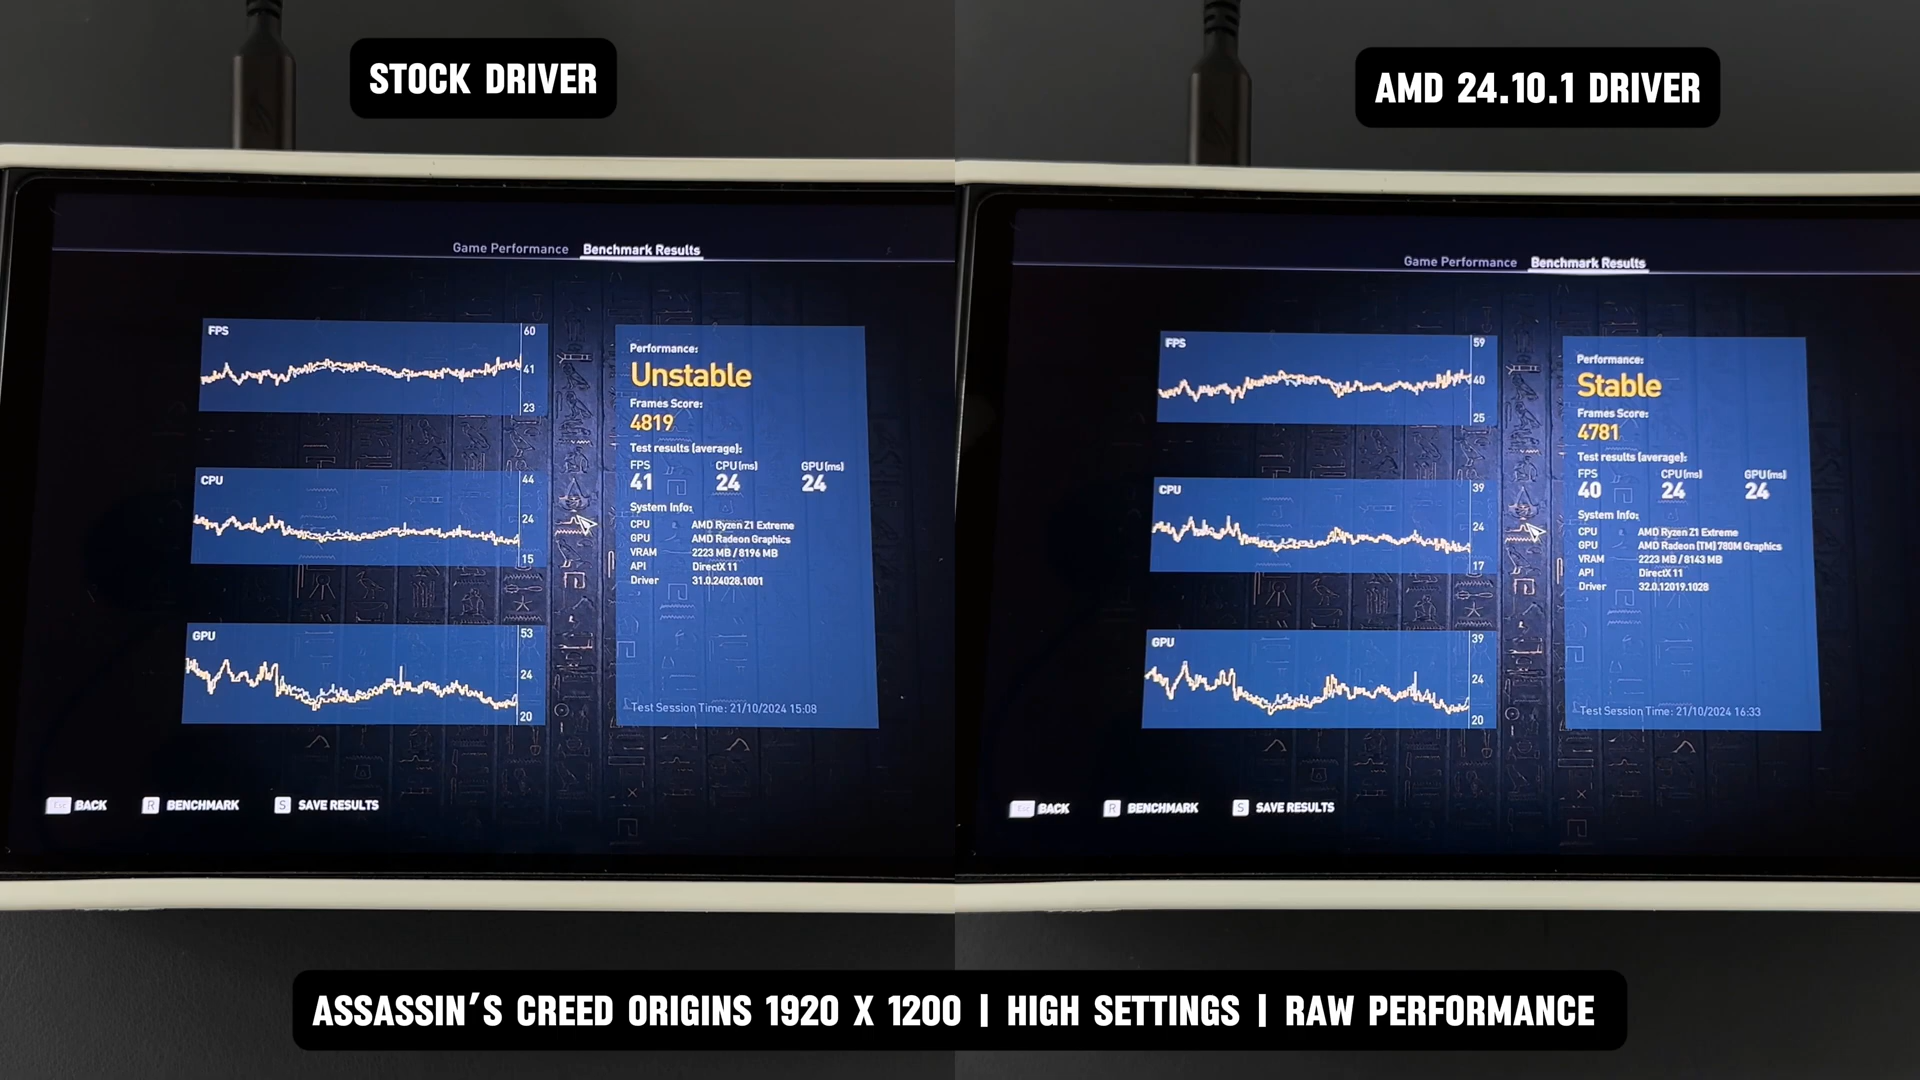 STOCK DRIVER
Game Performance Benchmark Results
FPS
60
41
23
CPU
44
24
15
GPU
53
24
20
Performance:
Unstable
Frames Score:
4819
Test results (average):
FPS CPU (ms) GPU (ms)
41 24 24
System Info:
CPU AMD Ryzen Z1 Extreme
GPU AMD Radeon Graphics
VRAM 2223 MB / 8196 MB
API DirectX 11
Driver 31.0.24028.1001
Test Session Time: 21/10/2024 15:08
Esc BACK R BENCHMARK S SAVE RESULTS
AMD 24.10.1 DRIVER
Game Performance Benchmark Results
FPS
59
40
25
CPU
39
24
17
GPU
39
24
20
Performance:
Stable
Frames Score:
4781
Test results (average):
FPS CPU (ms) GPU (ms)
40 24 24
System Info:
CPU AMD Ryzen Z1 Extreme
GPU AMD Radeon (TM) 780M Graphics
VRAM 2223 MB / 8143 MB
API DirectX 11
Driver 32.0.12019.1028
Test Session Time: 21/10/2024 16:33
Esc BACK R BENCHMARK S SAVE RESULTS
ASSASSIN'S CREED ORIGINS 1920 X 1200 | HIGH SETTINGS | RAW PERFORMANCE